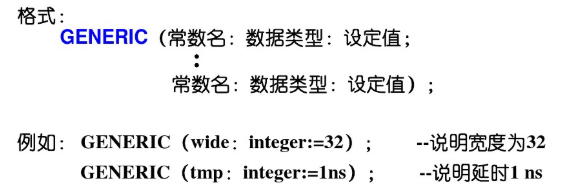 格式:
GENERIC（常数名: 数据类型: 设定值;
:
常数名: 数据类型: 设定值）;
例如: GENERIC（wide: integer:=32）; --说明宽度为32
GENERIC（tmp: integer:=1ns）; --说明延时1 ns